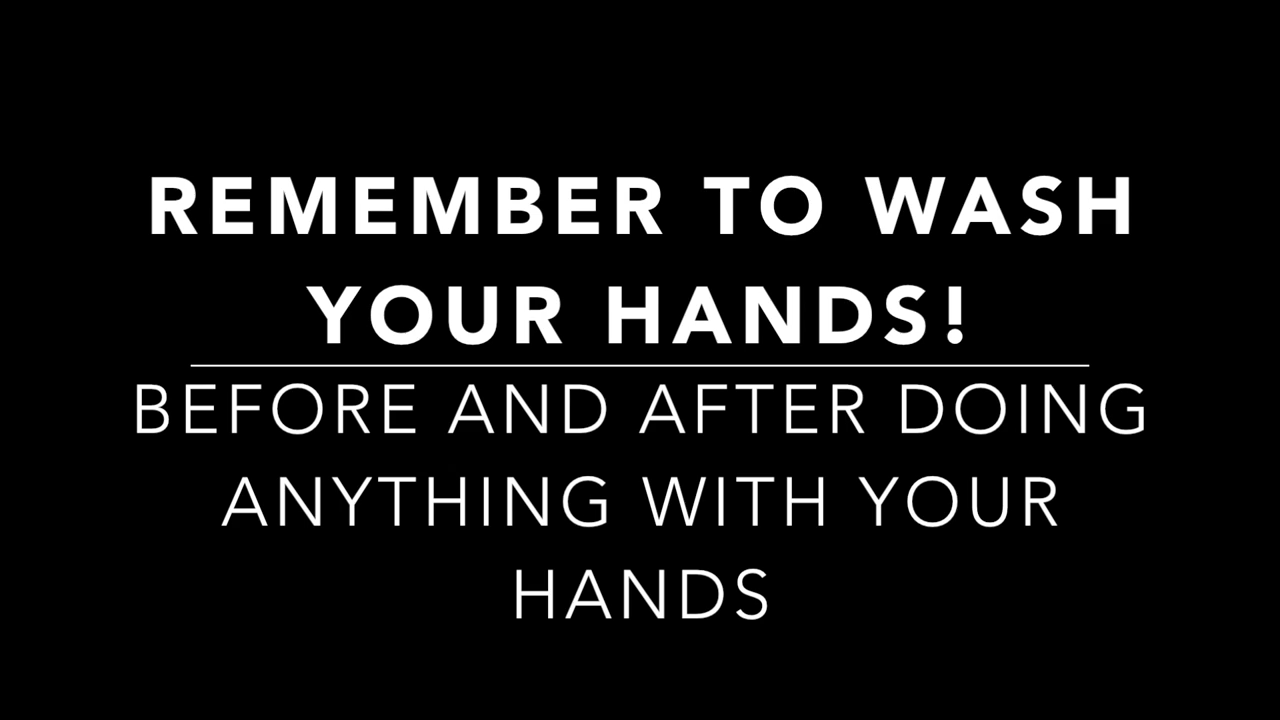 REMEMBER TO WASH
YOUR HANDS!
BEFORE AND AFTER DOING
ANYTHING WITH YOUR
HANDS